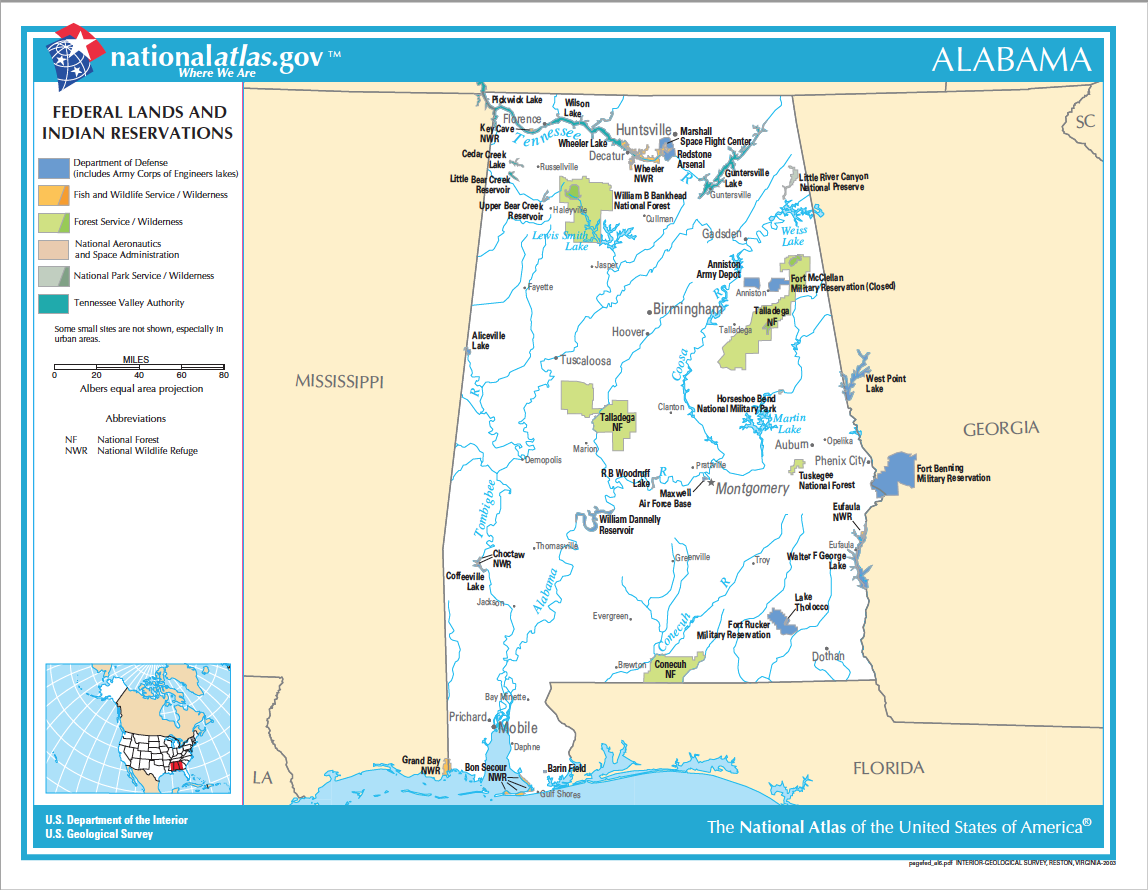 nationalatlas.gov ™
Where We Are
ALABAMA
FEDERAL LANDS AND
INDIAN RESERVATIONS
Department of Defense
(includes Army Corps of Engineers lakes)
Fish and Wildlife Service / Wilderness
Forest Service / Wilderness
National Aeronautics
and Space Administration
National Park Service / Wilderness
Tennessee Valley Authority
Some small sites are not shown, especially in
urban areas.
MILES
0 20 40 60 80
Albers equal area projection
Abbreviations
NF National Forest
NWR National Wildlife Refuge
Pickwick Lake
Wilson
Lake
Florence
Key Cave
NWR
Tennessee
Wheeler Lake
Huntsville
Marshall
Space Flight Center
Decatur
Redstone
Arsenal
Wheeler
NWR
R
Cedar Creek
Lake
Russellville
Little Bear Creek
Reservoir
Guntersville
Lake
Guntersville
Little River Canyon
National Preserve
SC
Upper Bear Creek
Reservoir
Haleyville
William B Bankhead
National Forest
Cullman
Lewis Smith
Lake
Gadsden
Weiss
Lake
Jasper
Anniston
Army Depot
Fort McClellan
Military Reservation (Closed)
Anniston
Fayette
R
Birmingham
Talladega
NF
Talladega
Hoover
Aliceville
Lake
Tuscaloosa
Coosa
MISSISSIPPI
R
West Point
Lake
Horseshoe Bend
National Military Park
Clanton
Martin
Lake
Talladega
NF
GEORGIA
Marion
Auburn
Opelika
Demopolis
Phenix City
Prattville
R B Woodruff
Lake
R
Tuskegee
National Forest
Fort Benning
Military Reservation
Maxwell
Air Force Base
Montgomery
Tombigbee
William Dannelly
Reservoir
Eufaula
NWR
Thomasville
Eufaula
Choctaw
NWR
Greenville
Troy
Walter F George
Lake
Coffeeville
Lake
Alabama
R
Jackson
Lake
Tholocco
Evergreen
Conecuh
Fort Rucker
Military Reservation
Dothan
Brewton
Conecuh
NF
Bay Minette
Prichard
Mobile
Daphne
Grand Bay
NWR
Bon Secour
NWR
Barin Field
Gulf Shores
LA
FLORIDA
U.S. Department of the Interior
U.S. Geological Survey
The National Atlas of the United States of America®
pagefed_al6.pdf INTERIOR-GEOLOGICAL SURVEY, RESTON, VIRGINIA-2003